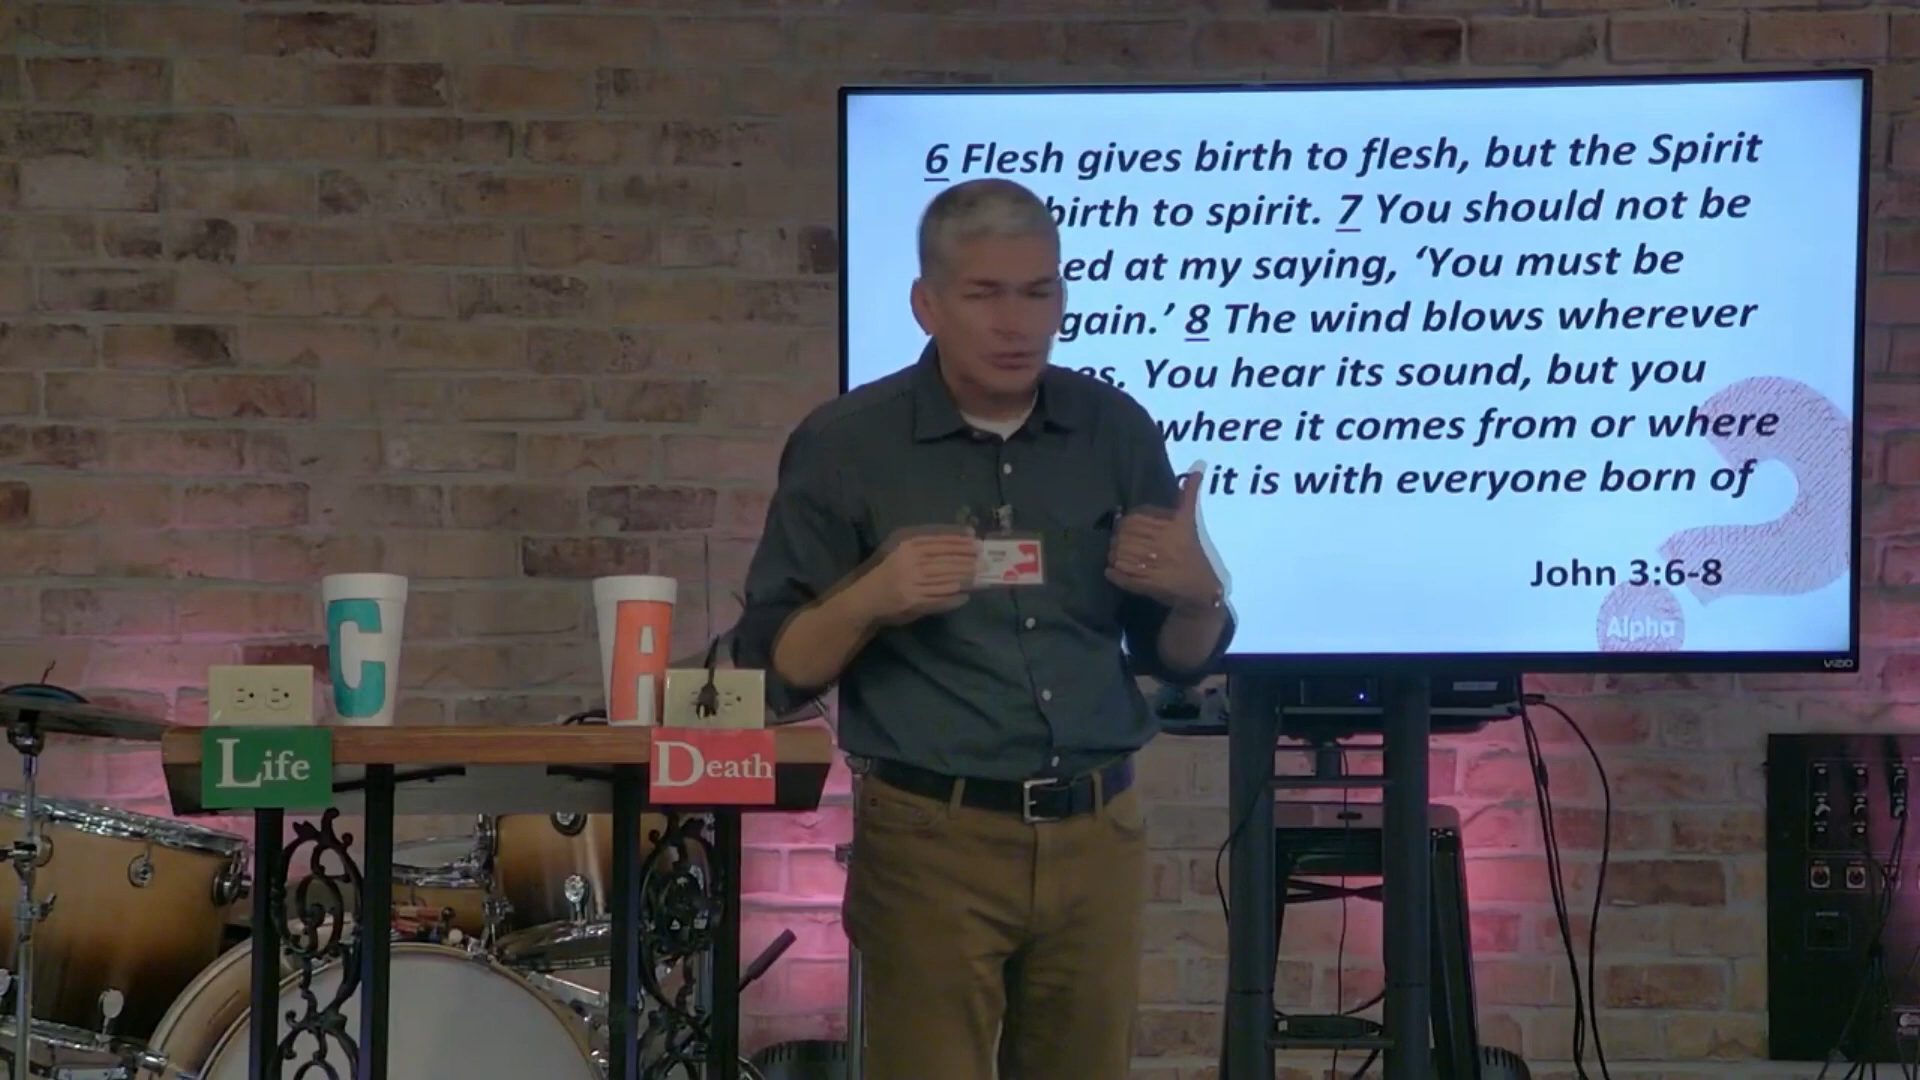 6 Flesh gives birth to flesh, but the Spirit
birth to spirit. 7 You should not be
ed at my saying, ‘You must be
gain.’ 8 The wind blows wherever
es. You hear its sound, but you
where it comes from or where
it is with everyone born of
John 3:6-8
Alpha
VIZIO
C
A
Life
Death